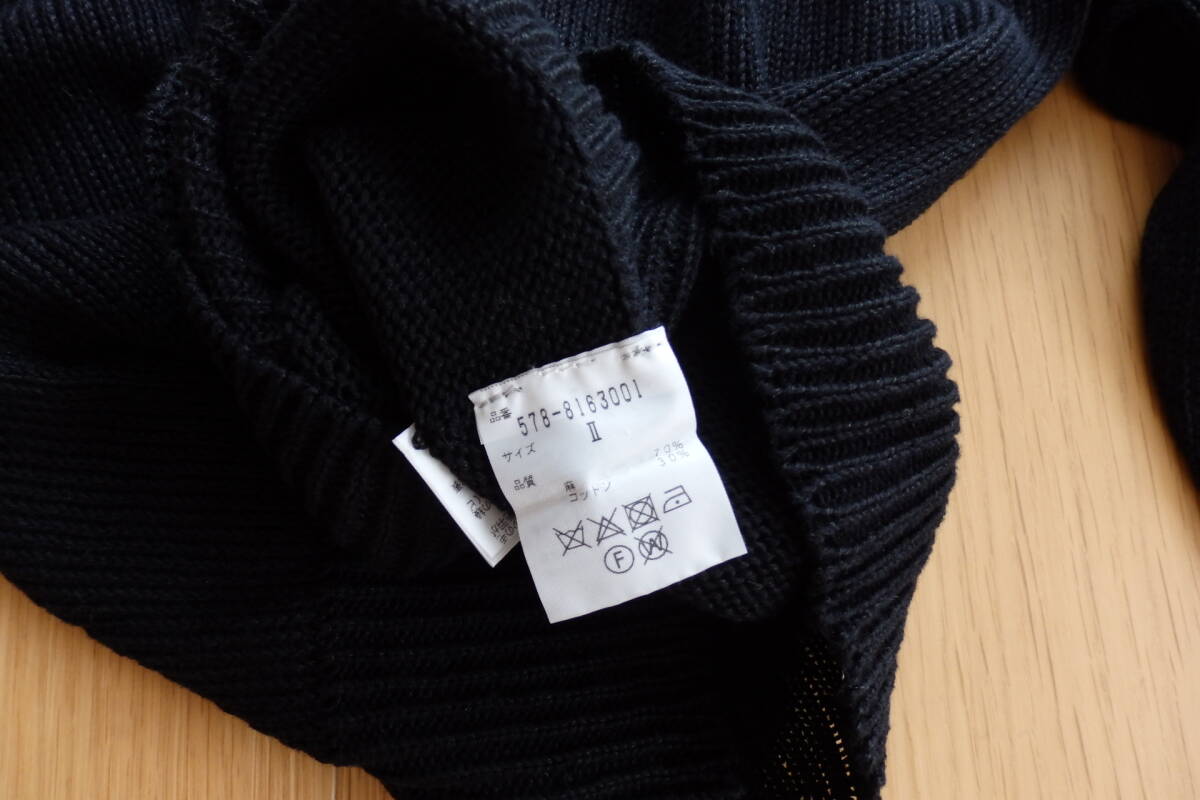 品番 578-8163001
サイズ II
品質 麻 70%
コットン 30%
F W